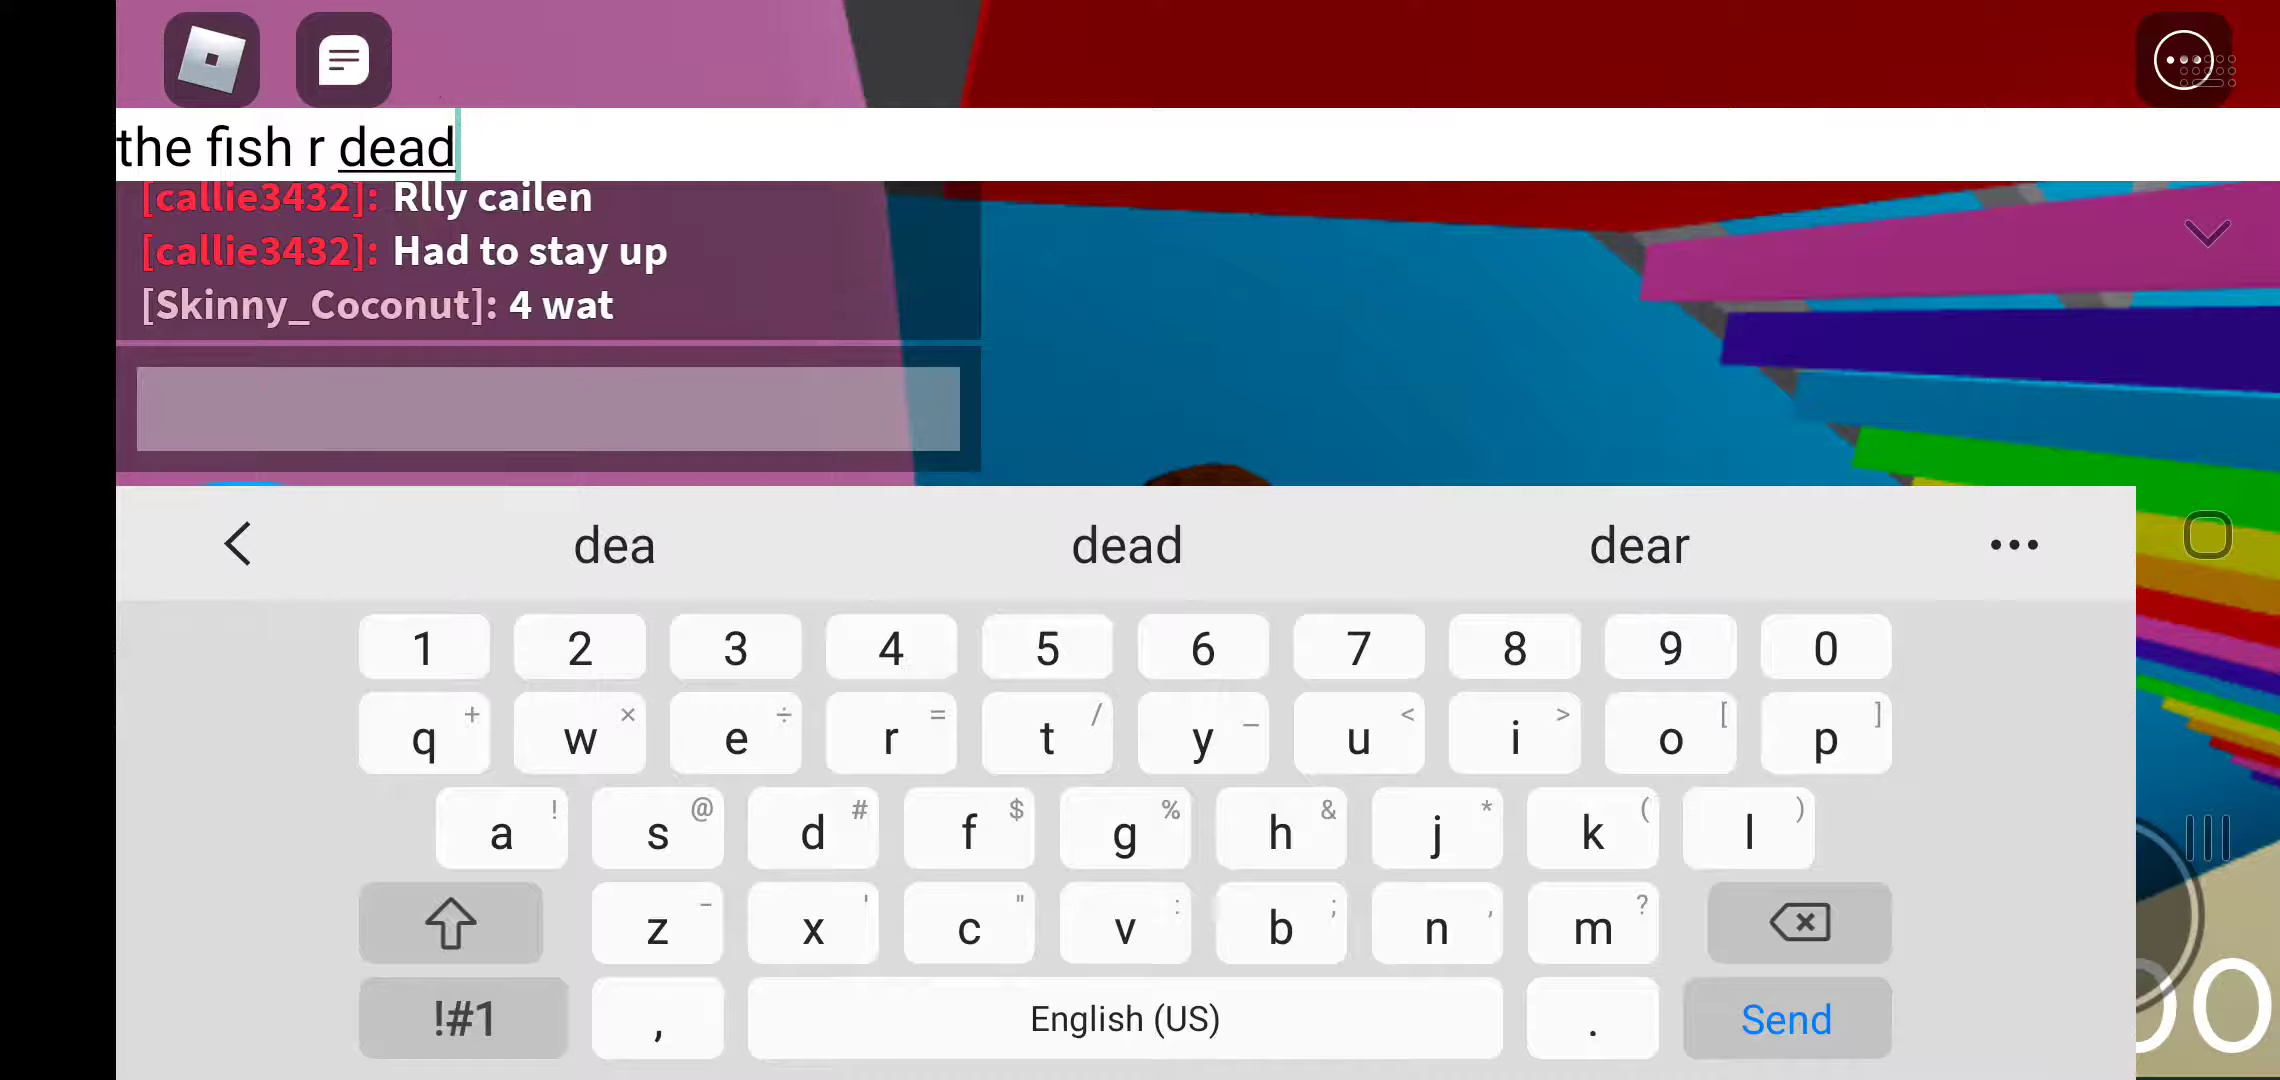 the fish r dead
[callie3432]: Rlly cailen
[callie3432]: Had to stay up
[Skinny_Coconut]: 4 wat
dea dead dear
1 2 3 4 5 6 7 8 9 0
q + w × e ÷ r = t / y _ u < i > o [ p ]
a ! s @ d # f $ g % h & j * k ( l )
z - x ' c " v : b ; n , m ?
!#1 , English (US) . Send